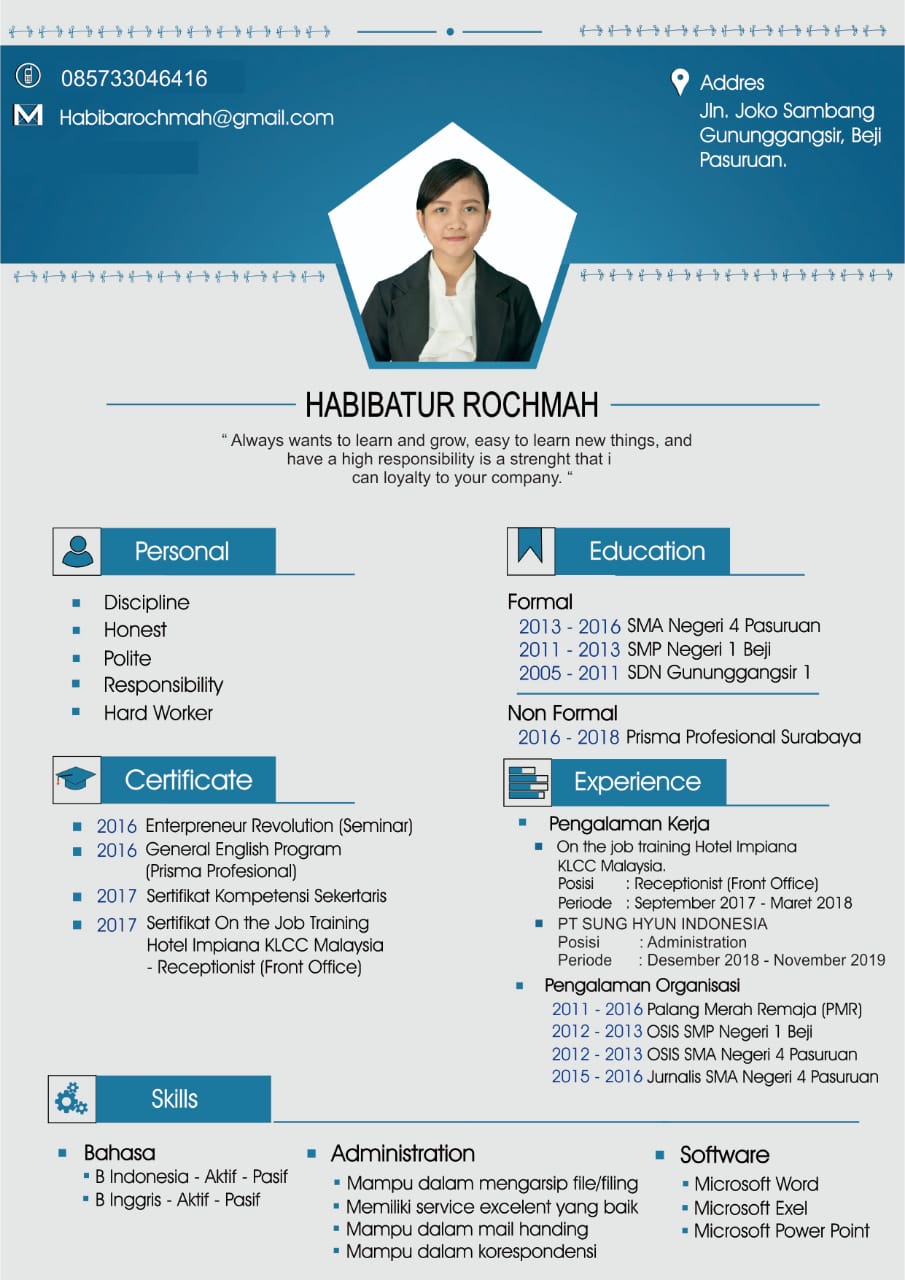 085733046416
Habibarochmah@gmail.com
Addres
Jln. Joko Sambang
Gununggangsir, Beji
Pasuruan.
HABIBATUR ROCHMAH
“ Always wants to learn and grow, easy to learn new things, and
have a high responsibility is a strenght that i
can loyalty to your company. “
Personal
Discipline
Honest
Polite
Responsibility
Hard Worker
Certificate
2016 Enterpreneur Revolution (Seminar)
2016 General English Program
(Prisma Profesional)
2017 Sertifikat Kompetensi Sekertaris
2017 Sertifikat On the Job Training
Hotel Impiana KLCC Malaysia
- Receptionist (Front Office)
Education
Formal
2013 - 2016 SMA Negeri 4 Pasuruan
2011 - 2013 SMP Negeri 1 Beji
2005 - 2011 SDN Gununggangsir 1
Non Formal
2016 - 2018 Prisma Profesional Surabaya
Experience
Pengalaman Kerja
On the job training Hotel Impiana
KLCC Malaysia.
Posisi : Receptionist (Front Office)
Periode : September 2017 - Maret 2018
PT SUNG HYUN INDONESIA
Posisi : Administration
Periode : Desember 2018 - November 2019
Pengalaman Organisasi
2011 - 2016 Palang Merah Remaja (PMR)
2012 - 2013 OSIS SMP Negeri 1 Beji
2012 - 2013 OSIS SMA Negeri 4 Pasuruan
2015 - 2016 Jurnalis SMA Negeri 4 Pasuruan
Skills
Bahasa
B Indonesia - Aktif - Pasif
B Inggris - Aktif - Pasif
Administration
Mampu dalam mengarsip file/filing
Memiliki service excelent yang baik
Mampu dalam mail handing
Mampu dalam korespondensi
Software
Microsoft Word
Microsoft Exel
Microsoft Power Point